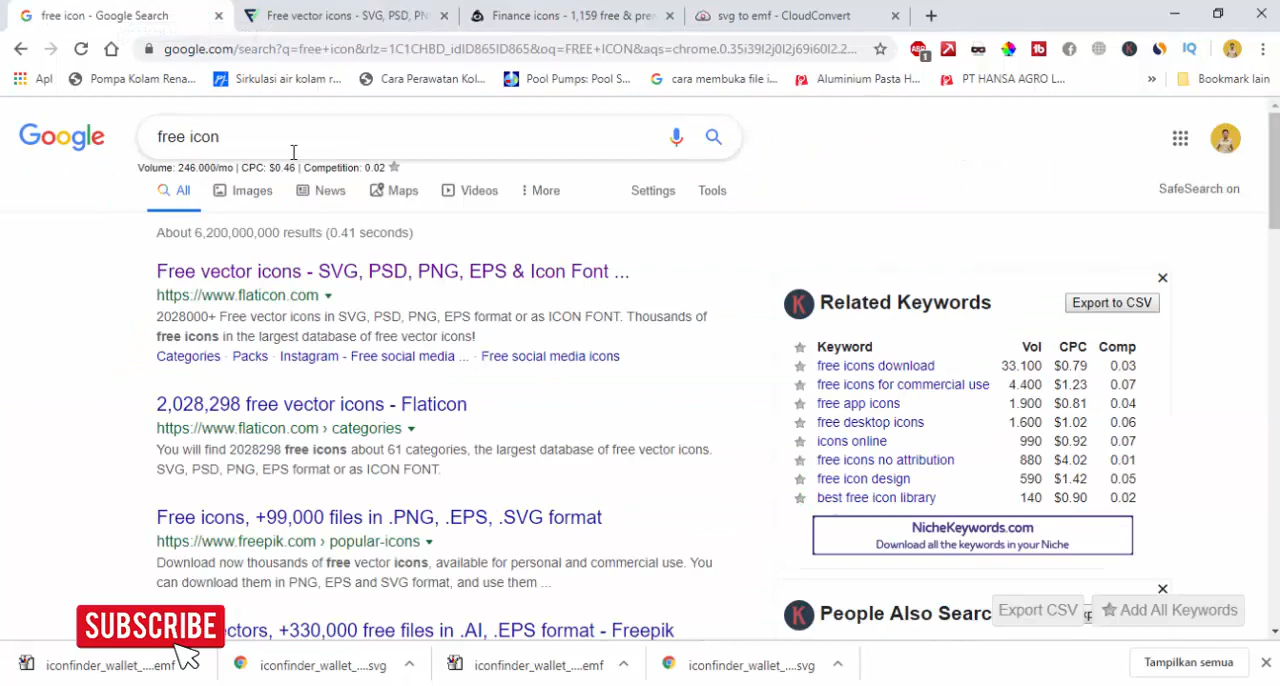 free icon - Google Search
Free vector icons - SVG, PSD, PN
Finance icons - 1,159 free & pre
svg to emf - CloudConvert
google.com/search?q=free+icon&rlz=1C1CHBD_idID865ID865&oq=FREE+ICON&aqs=chrome.0.35i39l2j0l2j69i60l2.2...
Apl
Pompa Kolam Rena...
Sirkulasi air kolam r...
Cara Perawatan Kol...
Pool Pumps: Pool S...
cara membuka file i...
Aluminium Pasta H...
PT HANSA AGRO L...
Bookmark lain
Google
free icon
Volume: 246.000/mo | CPC: $0.46 | Competition: 0.02
All Images News Maps Videos More Settings Tools
SafeSearch on
About 6,200,000,000 results (0.41 seconds)
Free vector icons - SVG, PSD, PNG, EPS & Icon Font ...
https://www.flaticon.com
2028000+ Free vector icons in SVG, PSD, PNG, EPS format or as ICON FONT. Thousands of
free icons in the largest database of free vector icons!
Categories · Packs · Instagram - Free social media ... · Free social media icons
2,028,298 free vector icons - Flaticon
https://www.flaticon.com › categories
You will find 2028298 free icons about 61 categories, the largest database of free vector icons.
SVG, PSD, PNG, EPS format or as ICON FONT.
Free icons, +99,000 files in .PNG, .EPS, .SVG format
https://www.freepik.com › popular-icons
Download now thousands of free vector icons, available for personal and commercial use. You
can download them in PNG, EPS and SVG format, and use them ...
ectors, +330,000 free files in .AI, .EPS format - Freepik
SUBSCRIBE
K Related Keywords
Export to CSV
Keyword Vol CPC Comp
free icons download 33.100 $0.79 0.03
free icons for commercial use 4.400 $1.23 0.07
free app icons 1.900 $0.81 0.04
free desktop icons 1.600 $1.02 0.06
icons online 990 $0.92 0.07
free icons no attribution 880 $4.02 0.01
free icon design 590 $1.42 0.05
best free icon library 140 $0.90 0.02
NicheKeywords.com
Download all the keywords in your Niche
K People Also Searc
Export CSV
Add All Keywords
iconfinder_wallet_....emf
iconfinder_wallet_....svg
iconfinder_wallet_....emf
iconfinder_wallet_....svg
Tampilkan semua